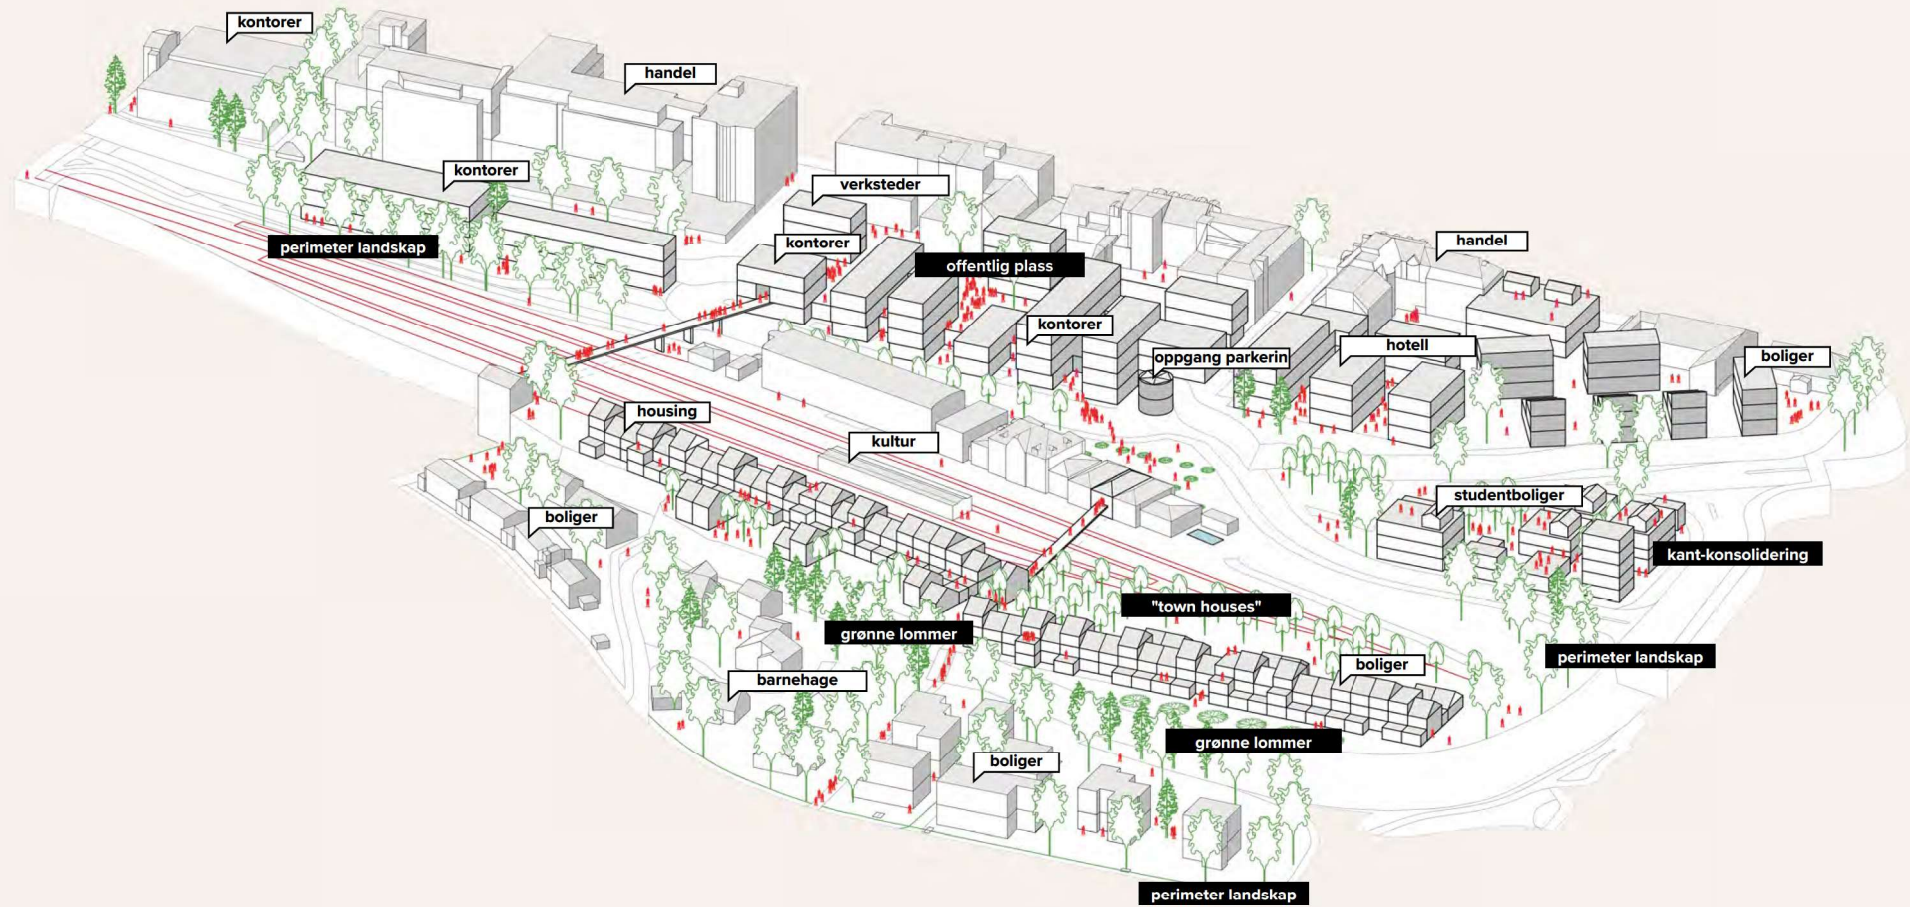 kontorer
handel
kontorer
verksteder
perimeter landskap
kontorer
offentlig plass
handel
kontorer
oppgang parkerin
hotell
boliger
housing
kultur
studentboliger
boliger
kant-konsolidering
"town houses"
grønne lommer
perimeter landskap
boliger
barnehage
grønne lommer
boliger
perimeter landskap